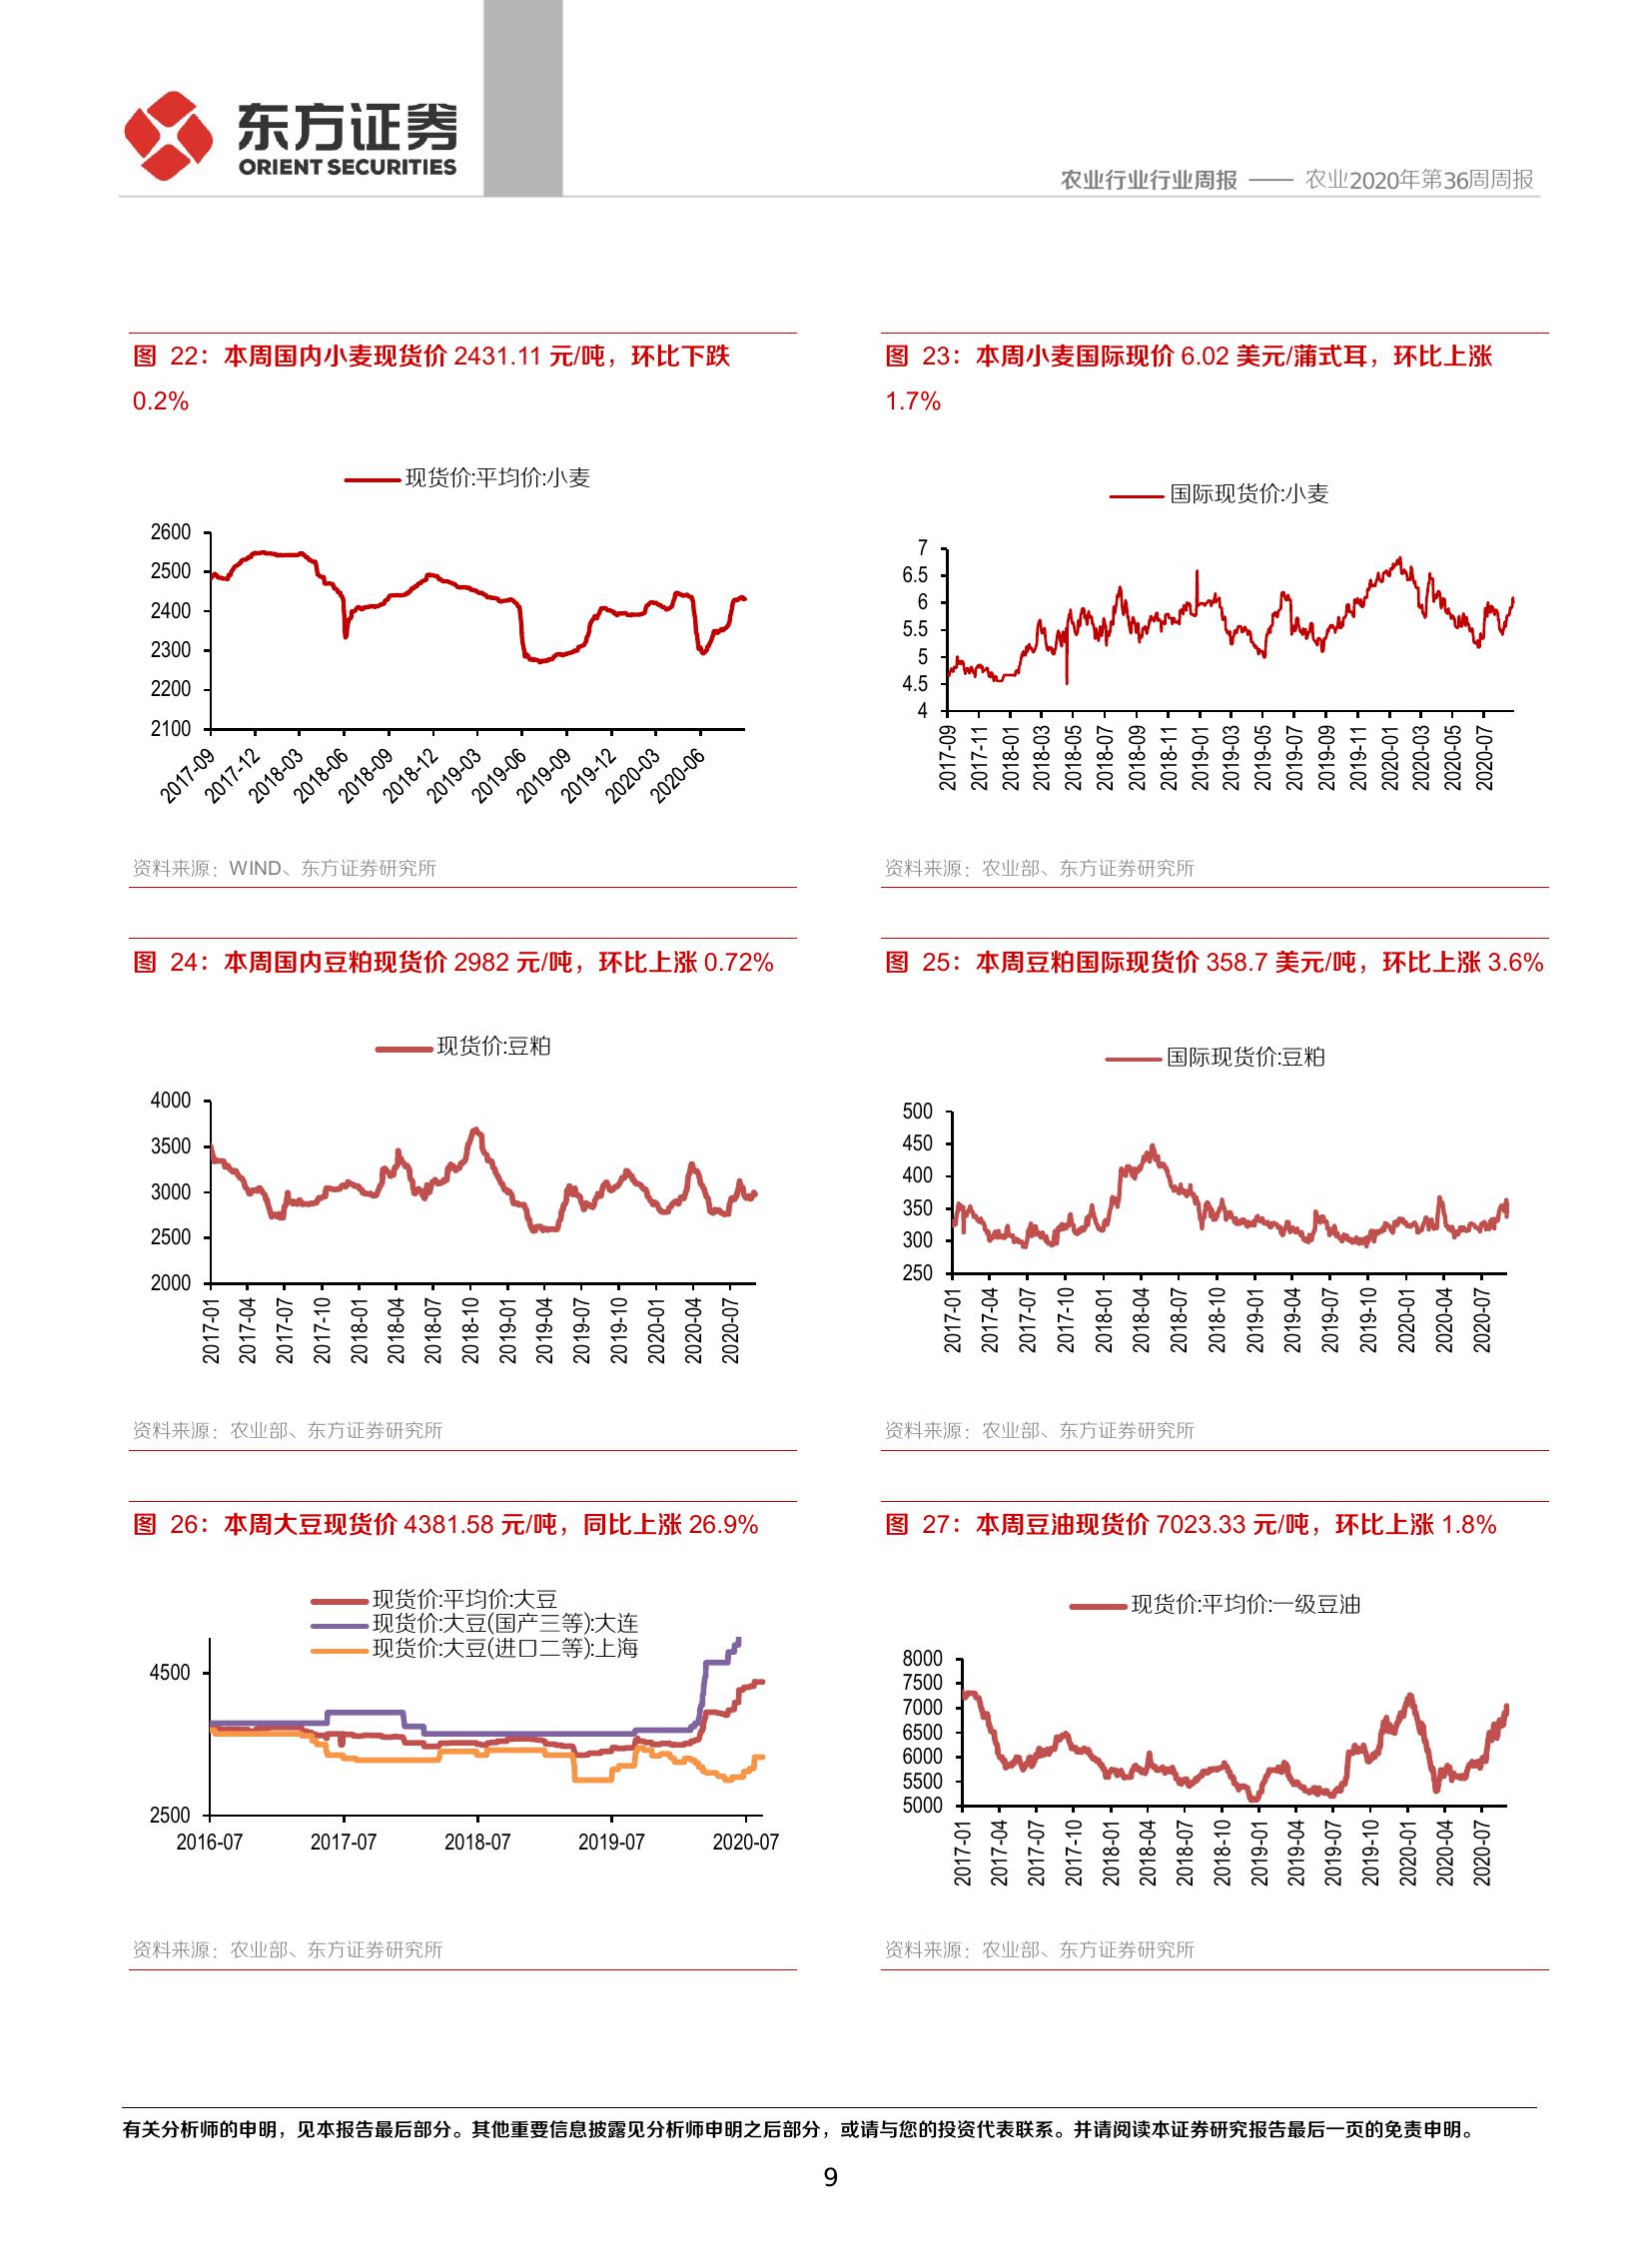 东方证券
ORIENT SECURITIES
农业行业行业周报 —— 农业2020年第36周周报
图 22：本周国内小麦现货价 2431.11 元/吨，环比下跌
0.2%
现货价:平均价:小麦
2600
2500
2400
2300
2200
2100
2017-09 2017-12 2018-03 2018-06 2018-09 2018-12 2019-03 2019-06 2019-09 2019-12 2020-03 2020-06
资料来源：WIND、东方证券研究所
图 23：本周小麦国际现价 6.02 美元/蒲式耳，环比上涨
1.7%
国际现货价:小麦
7
6.5
6
5.5
5
4.5
4
2017-09 2017-11 2018-01 2018-03 2018-05 2018-07 2018-09 2018-11 2019-01 2019-03 2019-05 2019-07 2019-09 2019-11 2020-01 2020-03 2020-05 2020-07
资料来源：农业部、东方证券研究所
图 24：本周国内豆粕现货价 2982 元/吨，环比上涨 0.72%
现货价:豆粕
4000
3500
3000
2500
2000
2017-01 2017-04 2017-07 2017-10 2018-01 2018-04 2018-07 2018-10 2019-01 2019-04 2019-07 2019-10 2020-01 2020-04 2020-07
资料来源：农业部、东方证券研究所
图 25：本周豆粕国际现货价 358.7 美元/吨，环比上涨 3.6%
国际现货价:豆粕
500
450
400
350
300
250
2017-01 2017-04 2017-07 2017-10 2018-01 2018-04 2018-07 2018-10 2019-01 2019-04 2019-07 2019-10 2020-01 2020-04 2020-07
资料来源：农业部、东方证券研究所
图 26：本周大豆现货价 4381.58 元/吨，同比上涨 26.9%
现货价:平均价:大豆
现货价:大豆(国产三等):大连
现货价:大豆(进口二等):上海
4500
2500
2016-07 2017-07 2018-07 2019-07 2020-07
资料来源：农业部、东方证券研究所
图 27：本周豆油现货价 7023.33 元/吨，环比上涨 1.8%
现货价:平均价:一级豆油
8000
7500
7000
6500
6000
5500
5000
2017-01 2017-04 2017-07 2017-10 2018-01 2018-04 2018-07 2018-10 2019-01 2019-04 2019-07 2019-10 2020-01 2020-04 2020-07
资料来源：农业部、东方证券研究所
有关分析师的申明，见本报告最后部分。其他重要信息披露见分析师申明之后部分，或请与您的投资代表联系。并请阅读本证券研究报告最后一页的免责申明。
9